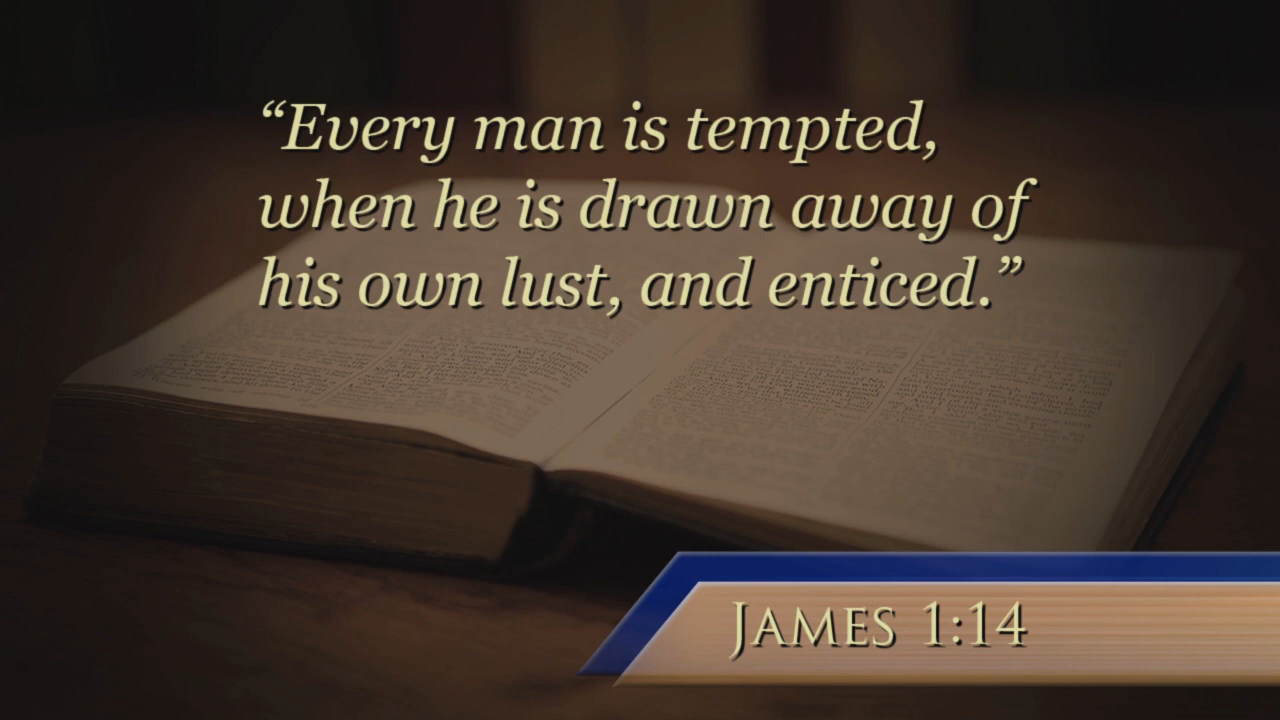 “Every man is tempted,
when he is drawn away of
his own lust, and enticed.”
James 1:14